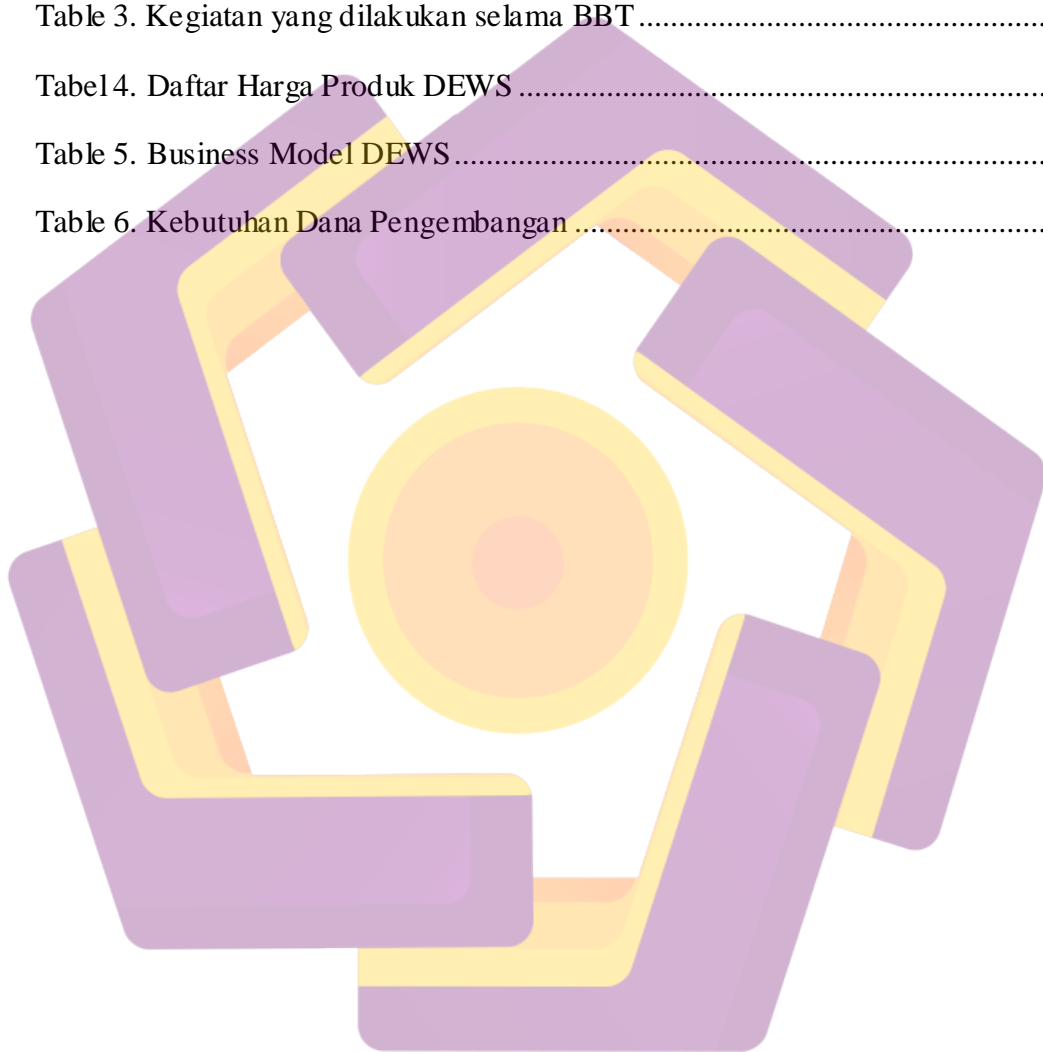 Table 3. Kegiatan yang dilakukan selama BBT ........................................................
Tabel 4. Daftar Harga Produk DEWS ........................................................................
Table 5. Business Model DEWS ................................................................................
Table 6. Kebutuhan Dana Pengembangan ................................................................